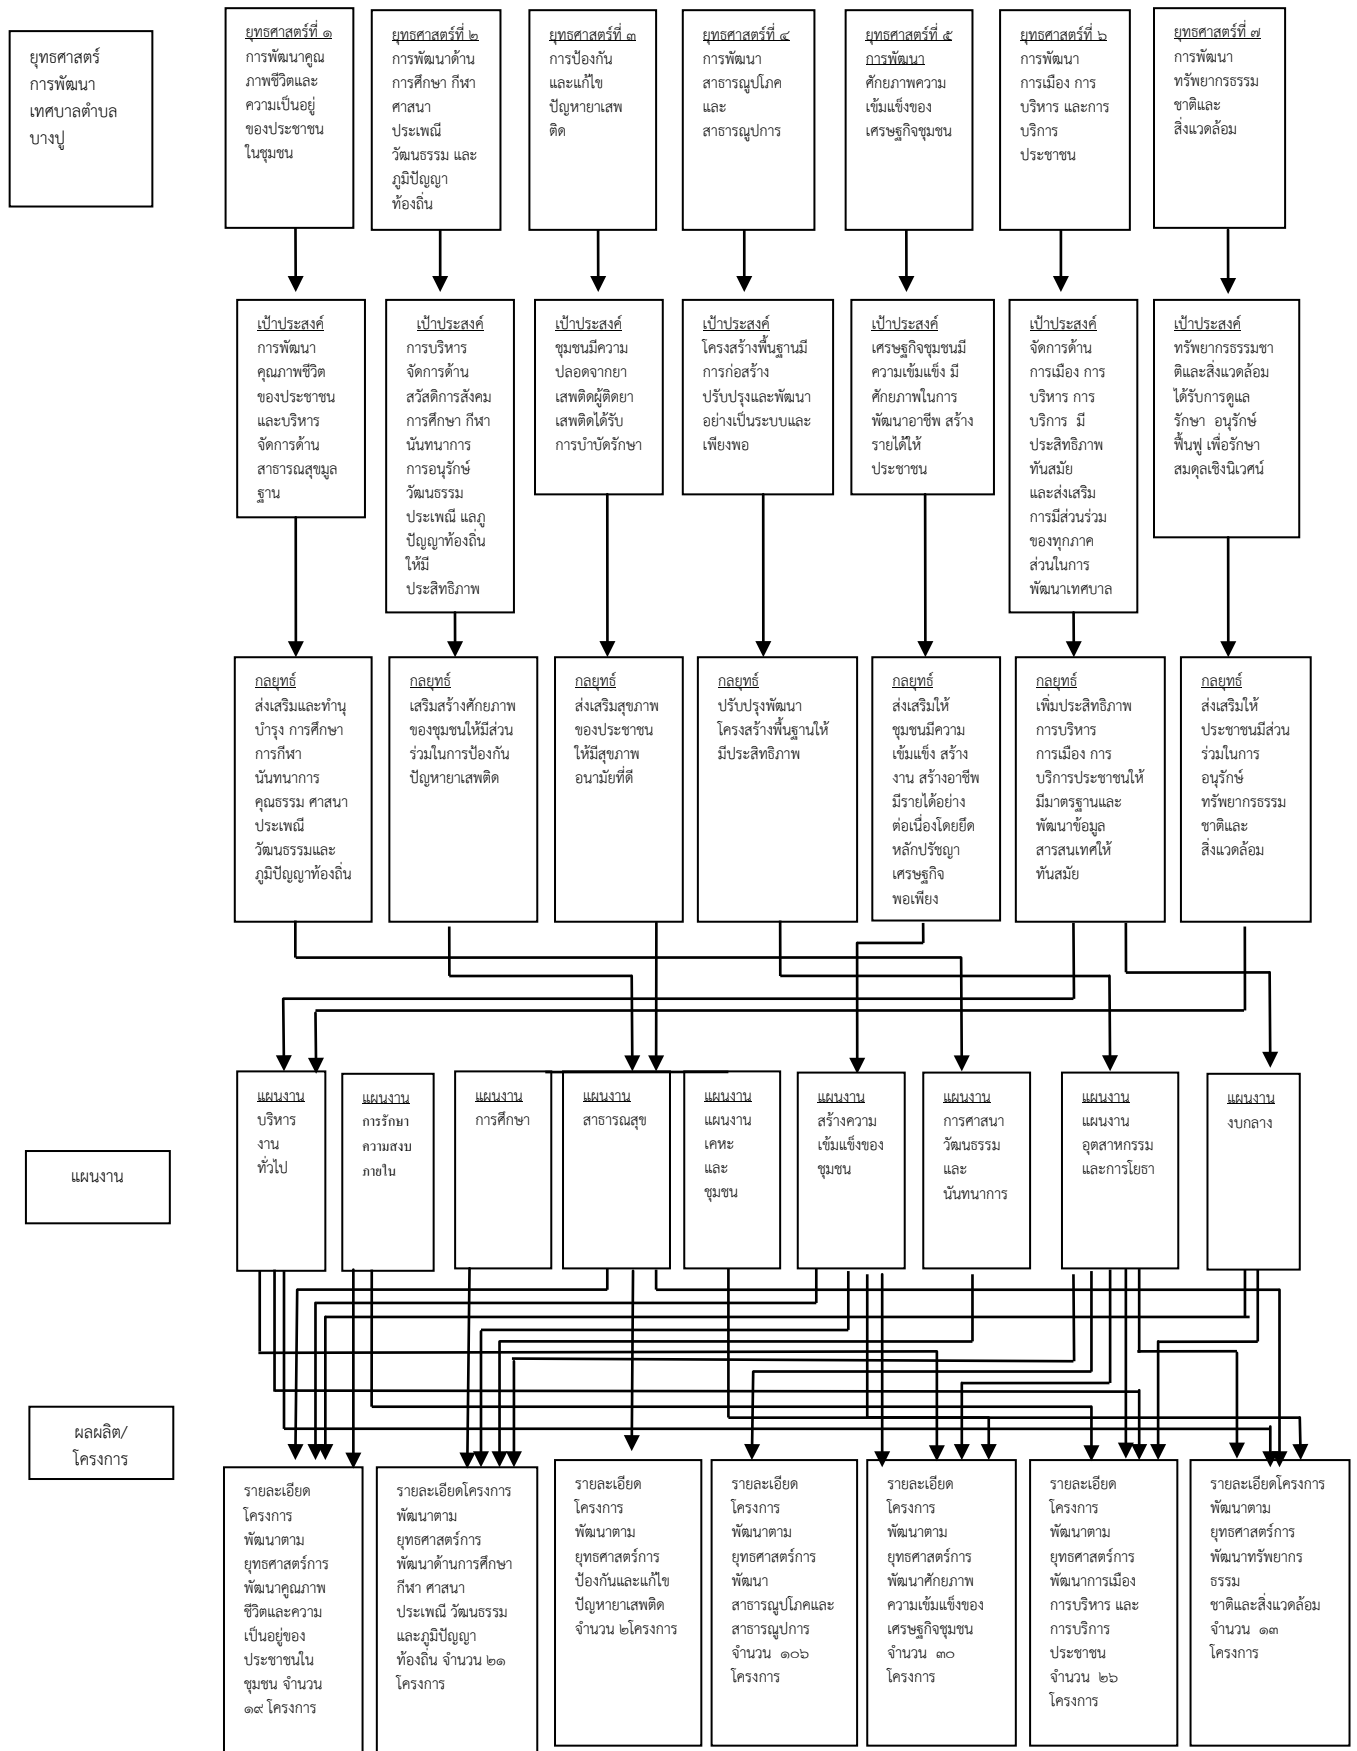 ยุทธศาสตร์
การพัฒนา
เทศบาลตำบล
บางปู
ยุทธศาสตร์ที่ ๑
การพัฒนาคูณ
ภาพชีวิตและ
ความเป็นอยู่
ของประชาชน
ในชุมชน
ยุทธศาสตร์ที่ ๒
การพัฒนาด้าน
การศึกษา กีฬา
ศาสนา
ประเพณี
วัฒนธรรม และ
ภูมิปัญญา
ท้องถิ่น
ยุทธศาสตร์ที่ ๓
การป้องกัน
และแก้ไข
ปัญหายาเสพ
ติด
ยุทธศาสตร์ที่ ๔
การพัฒนา
สาธารณูปโภค
และ
สาธารณูปการ
ยุทธศาสตร์ที่ ๕
การพัฒนา
ศักยภาพความ
เข้มแข็งของ
เศรษฐกิจชุมชน
ยุทธศาสตร์ที่ ๖
การพัฒนา
การเมือง การ
บริหาร และการ
บริการ
ประชาชน
ยุทธศาสตร์ที่ ๗
การพัฒนา
ทรัพยากรธรรม
ชาติและ
สิ่งแวดล้อม
เป้าประสงค์
การพัฒนา
คุณภาพชีวิต
ของประชาชน
และบริหาร
จัดการด้าน
สาธารณสุขมูล
ฐาน
เป้าประสงค์
การบริหาร
จัดการด้าน
สวัสดิการสังคม
การศึกษา กีฬา
นันทนาการ
การอนุรักษ์
วัฒนธรรม
ประเพณี แลภู
ปัญญาท้องถิ่น
ให้มี
ประสิทธิภาพ
เป้าประสงค์
ชุมชนมีความ
ปลอดจากยา
เสพติดผู้ติดยา
เสพติดได้รับ
การบำบัดรักษา
เป้าประสงค์
โครงสร้างพื้นฐานมี
การก่อสร้าง
ปรับปรุงและพัฒนา
อย่างเป็นระบบและ
เพียงพอ
เป้าประสงค์
เศรษฐกิจชุมชนมี
ความเข้มแข็ง มี
ศักยภาพในการ
พัฒนาอาชีพ สร้าง
รายได้ให้
ประชาชน
เป้าประสงค์
จัดการด้าน
การเมือง การ
บริหาร การ
บริการ มี
ประสิทธิภาพ
ทันสมัย
และส่งเสริม
การมีส่วนร่วม
ของทุกภาค
ส่วนในการ
พัฒนาเทศบาล
เป้าประสงค์
ทรัพยากรธรรมชา
ติและสิ่งแวดล้อม
ได้รับการดูแล
รักษา อนุรักษ์
ฟื้นฟู เพื่อรักษา
สมดุลเชิงนิเวศน์
กลยุทธ์
ส่งเสริมและทำนุ
บำรุง การศึกษา
การกีฬา
นันทนาการ
คุณธรรม ศาสนา
ประเพณี
วัฒนธรรมและ
ภูมิปัญญาท้องถิ่น
กลยุทธ์
เสริมสร้างศักยภาพ
ของชุมชนให้มีส่วน
ร่วมในการป้องกัน
ปัญหายาเสพติด
กลยุทธ์
ส่งเสริมสุขภาพ
ของประชาชน
ให้มีสุขภาพ
อนามัยที่ดี
กลยุทธ์
ปรับปรุงพัฒนา
โครงสร้างพื้นฐานให้
มีประสิทธิภาพ
กลยุทธ์
ส่งเสริมให้
ชุมชนมีความ
เข้มแข็ง สร้าง
งาน สร้างอาชีพ
มีรายได้อย่าง
ต่อเนื่องโดยยึด
หลักปรัชญา
เศรษฐกิจ
พอเพียง
กลยุทธ์
เพิ่มประสิทธิภาพ
การบริหาร
การเมือง การ
บริการประชาชนให้
มีมาตรฐานและ
พัฒนาข้อมูล
สารสนเทศให้
ทันสมัย
กลยุทธ์
ส่งเสริมให้
ประชาชนมีส่วน
ร่วมในการ
อนุรักษ์
ทรัพยากรธรรม
ชาติและ
สิ่งแวดล้อม
แผนงาน
แผนงาน
บริหาร
งาน
ทั่วไป
แผนงาน
การรักษา
ความสงบ
ภายใน
แผนงาน
การศึกษา
แผนงาน
สาธารณสุข
แผนงาน
แผนงาน
เคหะ
และ
ชุมชน
แผนงาน
สร้างความ
เข้มแข็งของ
ชุมชน
แผนงาน
การศาสนา
วัฒนธรรม
และ
นันทนาการ
แผนงาน
แผนงาน
อุตสาหกรรม
และการโยธา
แผนงาน
งบกลาง
ผลผลิต/
โครงการ
รายละเอียด
โครงการ
พัฒนาตาม
ยุทธศาสตร์การ
พัฒนาคูณภาพ
ชีวิตและความ
เป็นอยู่ของ
ประชาชนใน
ชุมชน จำนวน
๑๙ โครงการ
รายละเอียดโครงการ
พัฒนาตาม
ยุทธศาสตร์การ
พัฒนาด้านการศึกษา
กีฬา ศาสนา
ประเพณี วัฒนธรรม
และภูมิปัญญา
ท้องถิ่น จำนวน ๒๑
โครงการ
รายละเอียด
โครงการ
พัฒนาตาม
ยุทธศาสตร์การ
ป้องกันและแก้ไข
ปัญหายาเสพติด
จำนวน ๒โครงการ
รายละเอียด
โครงการ
พัฒนาตาม
ยุทธศาสตร์การ
พัฒนา
สาธารณูปโภคและ
สาธารณูปการ
จำนวน ๑๐๖
โครงการ
รายละเอียด
โครงการ
พัฒนาตาม
ยุทธศาสตร์การ
พัฒนาศักยภาพ
ความเข้มแข็งของ
เศรษฐกิจชุมชน
จำนวน ๓๐
โครงการ
รายละเอียด
โครงการ
พัฒนาตาม
ยุทธศาสตร์การ
พัฒนาการเมือง
การบริหาร และ
การบริการ
ประชาชน
จำนวน ๒๖
โครงการ
รายละเอียดโครงการ
พัฒนาตาม
ยุทธศาสตร์การ
พัฒนาทรัพยากร
ธรรม
ชาติและสิ่งแวดล้อม
จำนวน ๑๓
โครงการ